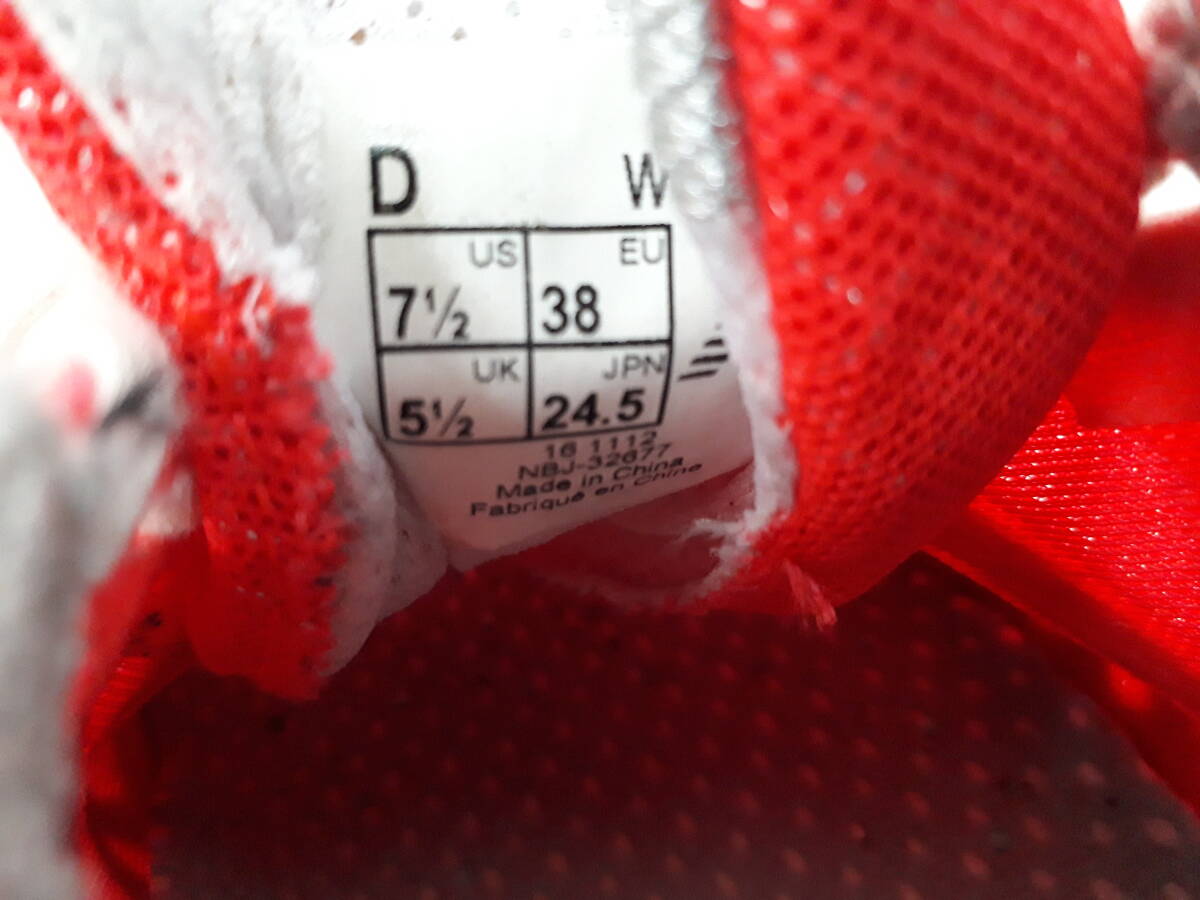 D W
US EU
7½ 38
UK JPN
5½ 24.5
16 1112
NBJ-32677
Made in China
Fabriqué en Chine